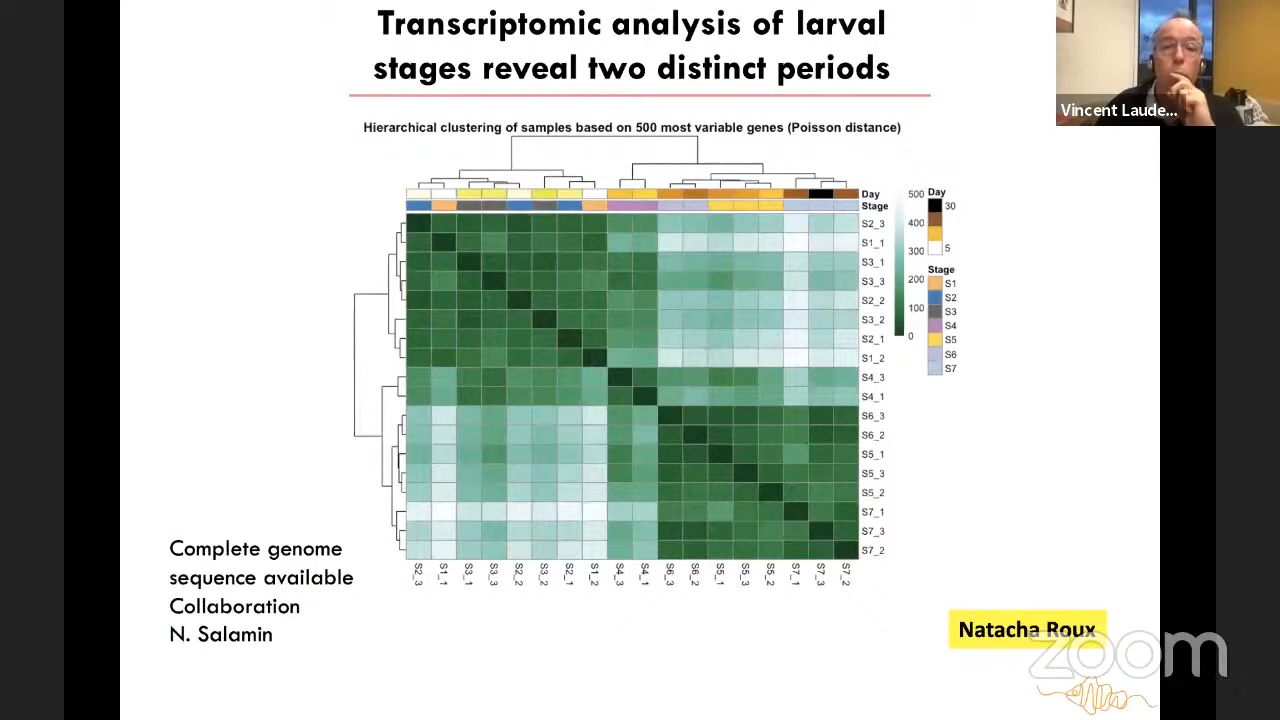 Transcriptomic analysis of larval
stages reveal two distinct periods
Vincent Laude...
Hierarchical clustering of samples based on 500 most variable genes (Poisson distance)
Day
Stage
S2_3
S1_1
S3_1
S3_3
S2_2
S3_2
S2_1
S1_2
S4_3
S4_1
S6_3
S6_2
S5_1
S5_3
S5_2
S7_1
S7_3
S7_2
500
400
300
200
100
0
Day
30
5
Stage
S1
S2
S3
S4
S5
S6
S7
S2_3 S1_1 S3_1 S3_3 S2_2 S3_2 S2_1 S1_2 S4_3 S4_1 S6_3 S6_2 S5_1 S5_3 S5_2 S7_1 S7_3 S7_2
Complete genome
sequence available
Collaboration
N. Salamin
Natacha Roux
zoom